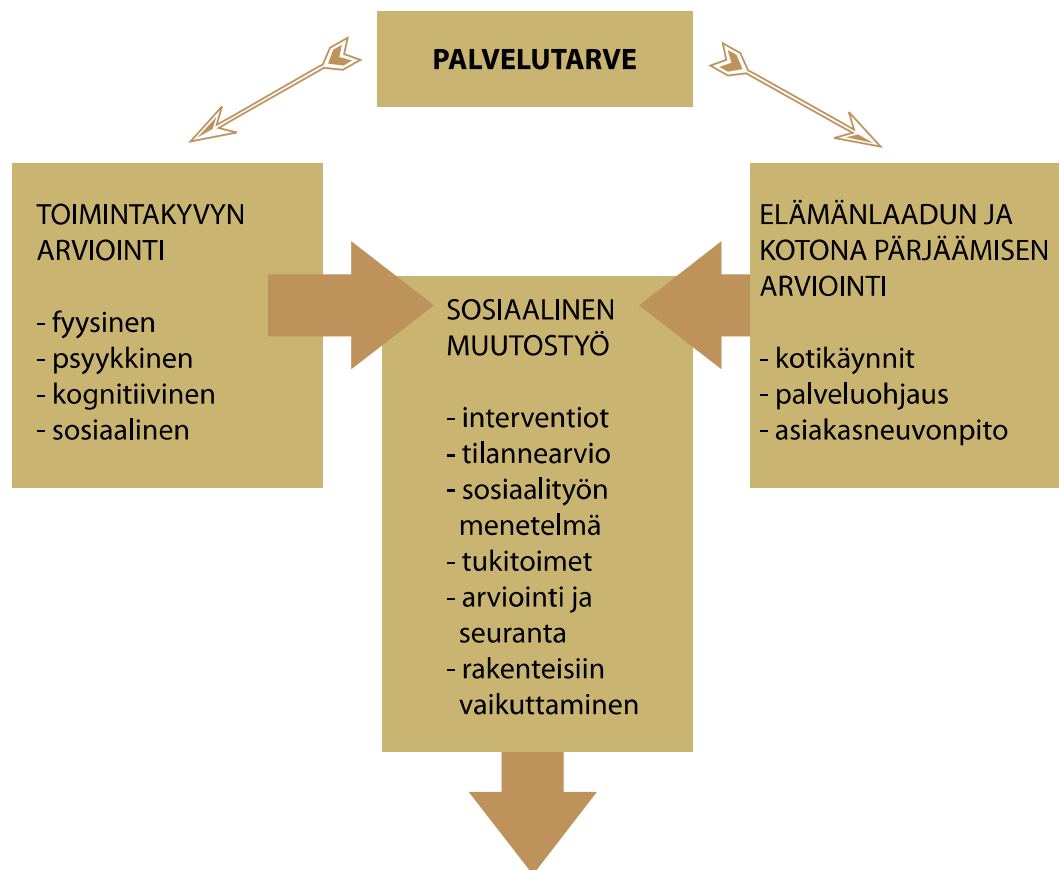 PALVELUTARVE
TOIMINTAKYVYN
ARVIOINTI
- fyysinen
- psyykkinen
- kognitiivinen
- sosiaalinen
SOSIAALINEN
MUUTOSTYÖ
- interventiot
- tilannearvio
- sosiaalityön
menetelmä
- tukitoimet
- arviointi ja
seuranta
- rakenteisiin
vaikuttaminen
ELÄMÄNLAADUN JA
KOTONA PÄRJÄÄMISEN
ARVIOINTI
- kotikäynnit
- palveluohjaus
- asiakasneuvonpito